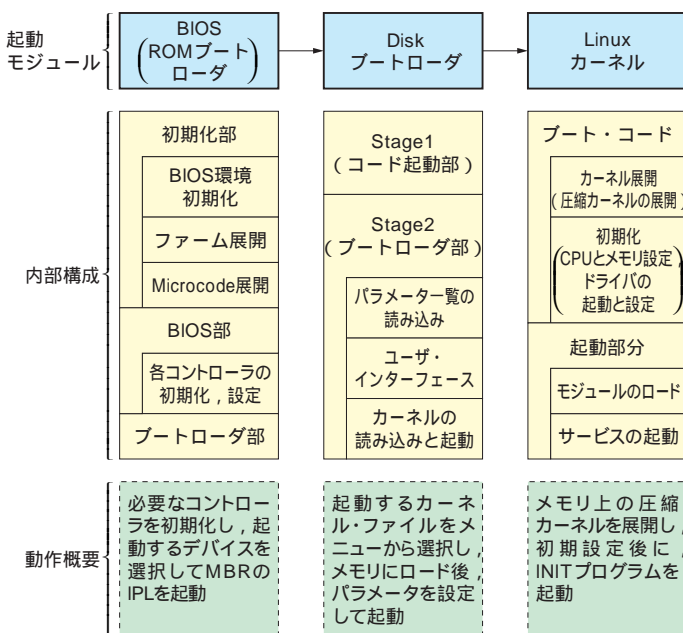 起動
モジュール
BIOS
(ROMブート
ローダ)
Disk
ブートローダ
Linux
カーネル
内部構成
初期化部
BIOS環境
初期化
ファーム展開
Microcode展開
BIOS部
各コントローラの
初期化，設定
ブートローダ部
Stage1
(コード起動部)
Stage2
(ブートローダ部)
パラメータ一覧の
読み込み
ユーザ・
インターフェース
カーネルの
読み込みと起動
ブート・コード
カーネル展開
(圧縮カーネルの展開)
初期化
(CPUとメモリ設定，
ドライバの
起動と設定)
起動部分
モジュールのロード
サービスの起動
動作概要
必要なコントロー
ラを初期化し，起
動するデバイスを
選択してMBRの
IPLを起動
起動するカーネ
ル・ファイルをメ
ニューから選択し，
メモリにロード後，
パラメータを設定
して起動
メモリ上の圧縮
カーネルを展開し，
初期設定後に，
INITプログラムを
起動